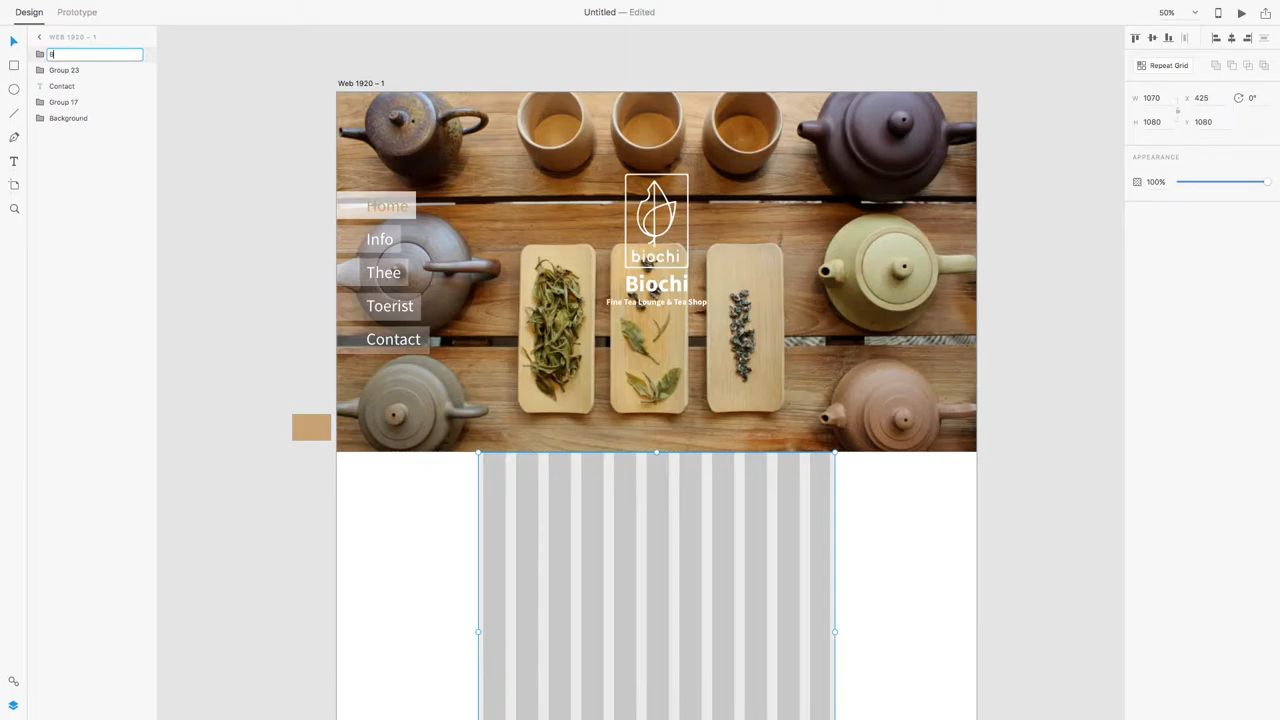 Design
Prototype
Untitled — Edited
50%
WEB 1920 – 1
B
Group 23
Contact
Group 17
Background
Web 1920 – 1
Home
Info
Thee
Toerist
Contact
biochi
Biochi
Fine Tea Lounge & Tea Shop
Repeat Grid
W 1070 X 425 0°
H 1080 Y 1080
APPEARANCE
100%